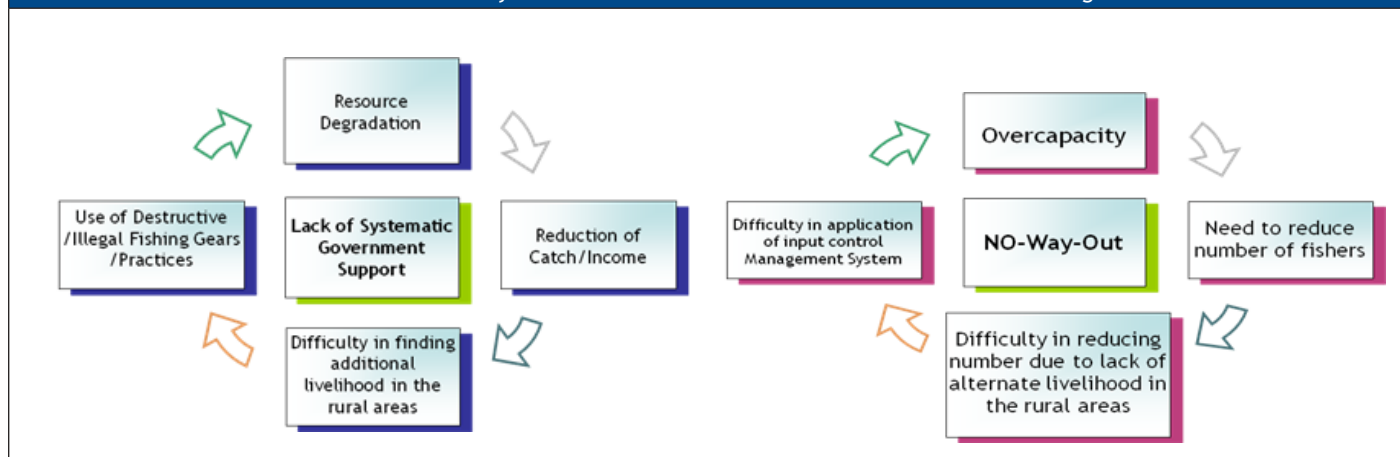 Resource
Degradation
Use of Destructive
/Illegal Fishing Gears
/Practices
Lack of Systematic
Government
Support
Reduction of
Catch/Income
Difficulty in finding
additional
livelihood in the
rural areas
Overcapacity
Difficulty in application
of input control
Management System
NO-Way-Out
Need to reduce
number of fishers
Difficulty in reducing
number due to lack of
alternate livelihood in
the rural areas